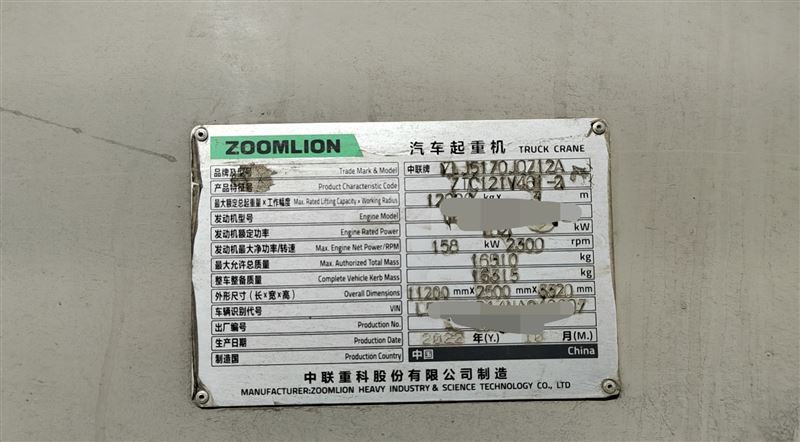 ZOOMLION 汽车起重机 TRUCK CRANE
品牌及型号 Trade Mark & Model 中联牌 ZLJ5170JQZ12A
产品特征号 Product Characteristic Code ZTC121V401-2
最大额定总起重量×工作幅度 Max. Rated Lifting Capacity × Working Radius kg× m
发动机型号 Engine Model
发动机额定功率 Engine Rated Power kW
发动机最大净功率/转速 Max. Engine Net Power/RPM 158 kW 2300 rpm
最大允许总质量 Max. Authorized Total Mass 16510 kg
整车整备质量 Complete Vehicle Kerb Mass 16315 kg
外形尺寸(长×宽×高) Overall Dimensions 11200 mm×2500 mm×3320 mm
车辆识别代号 VIN
出厂编号 Production No.
生产日期 Production Date 2022 年(Y.) 10 月(M.)
制造国 Production Country 中国 China
中联重科股份有限公司制造
MANUFACTURER:ZOOMLION HEAVY INDUSTRY & SCIENCE TECHNOLOGY CO., LTD